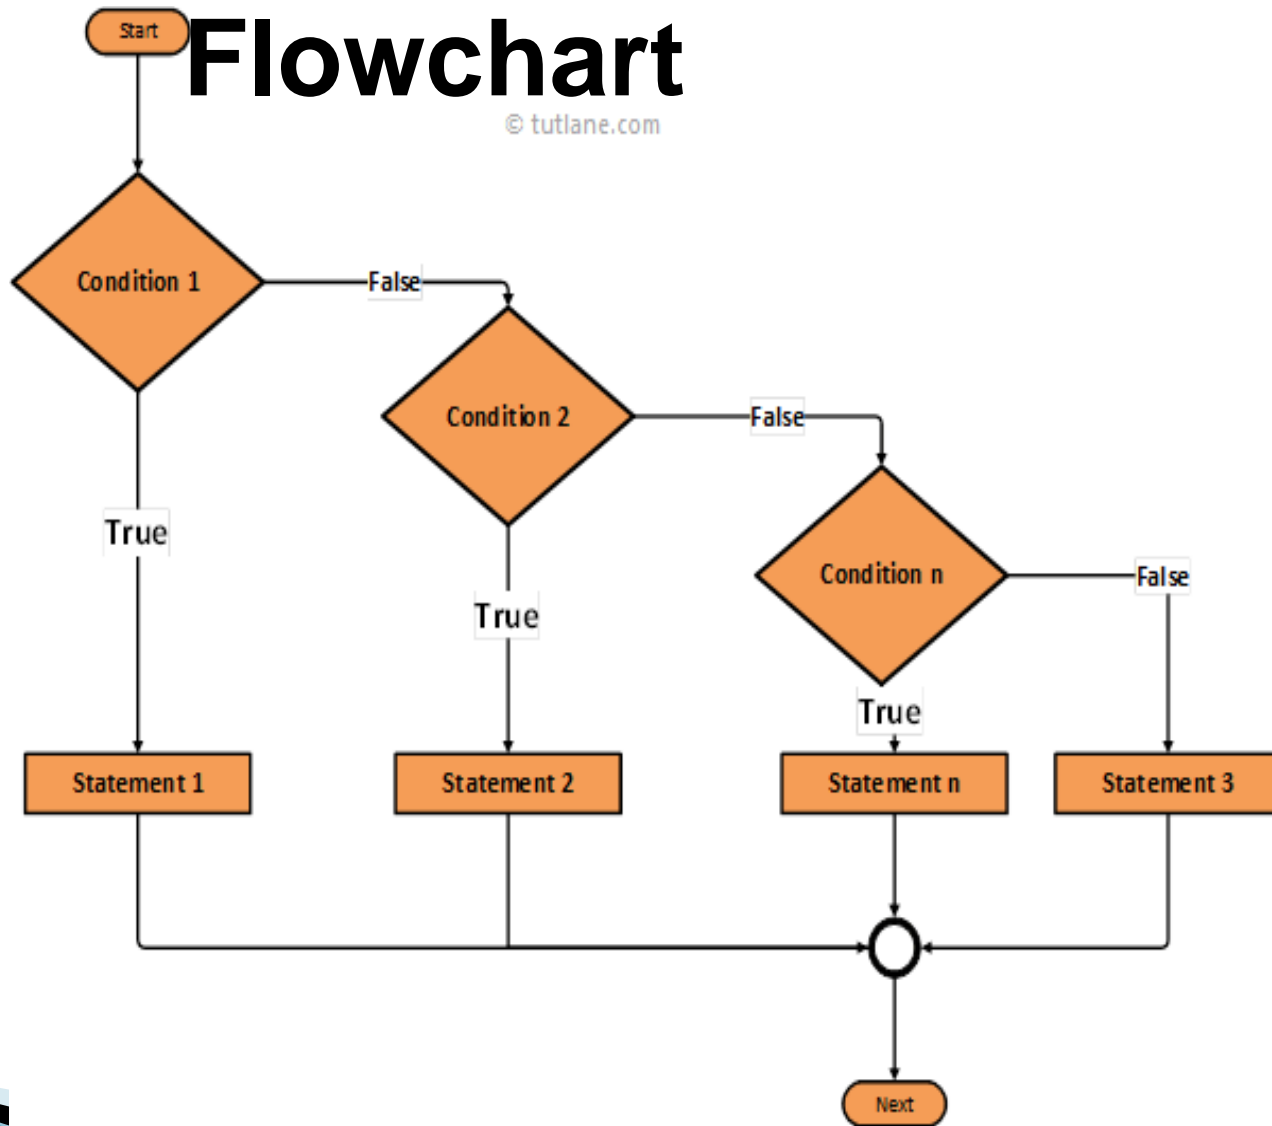 Start
Flowchart
© tutlane.com
Condition 1
False
Condition 2
False
True
Condition n
False
True
True
Statement 1
Statement 2
Statement n
Statement 3
Next